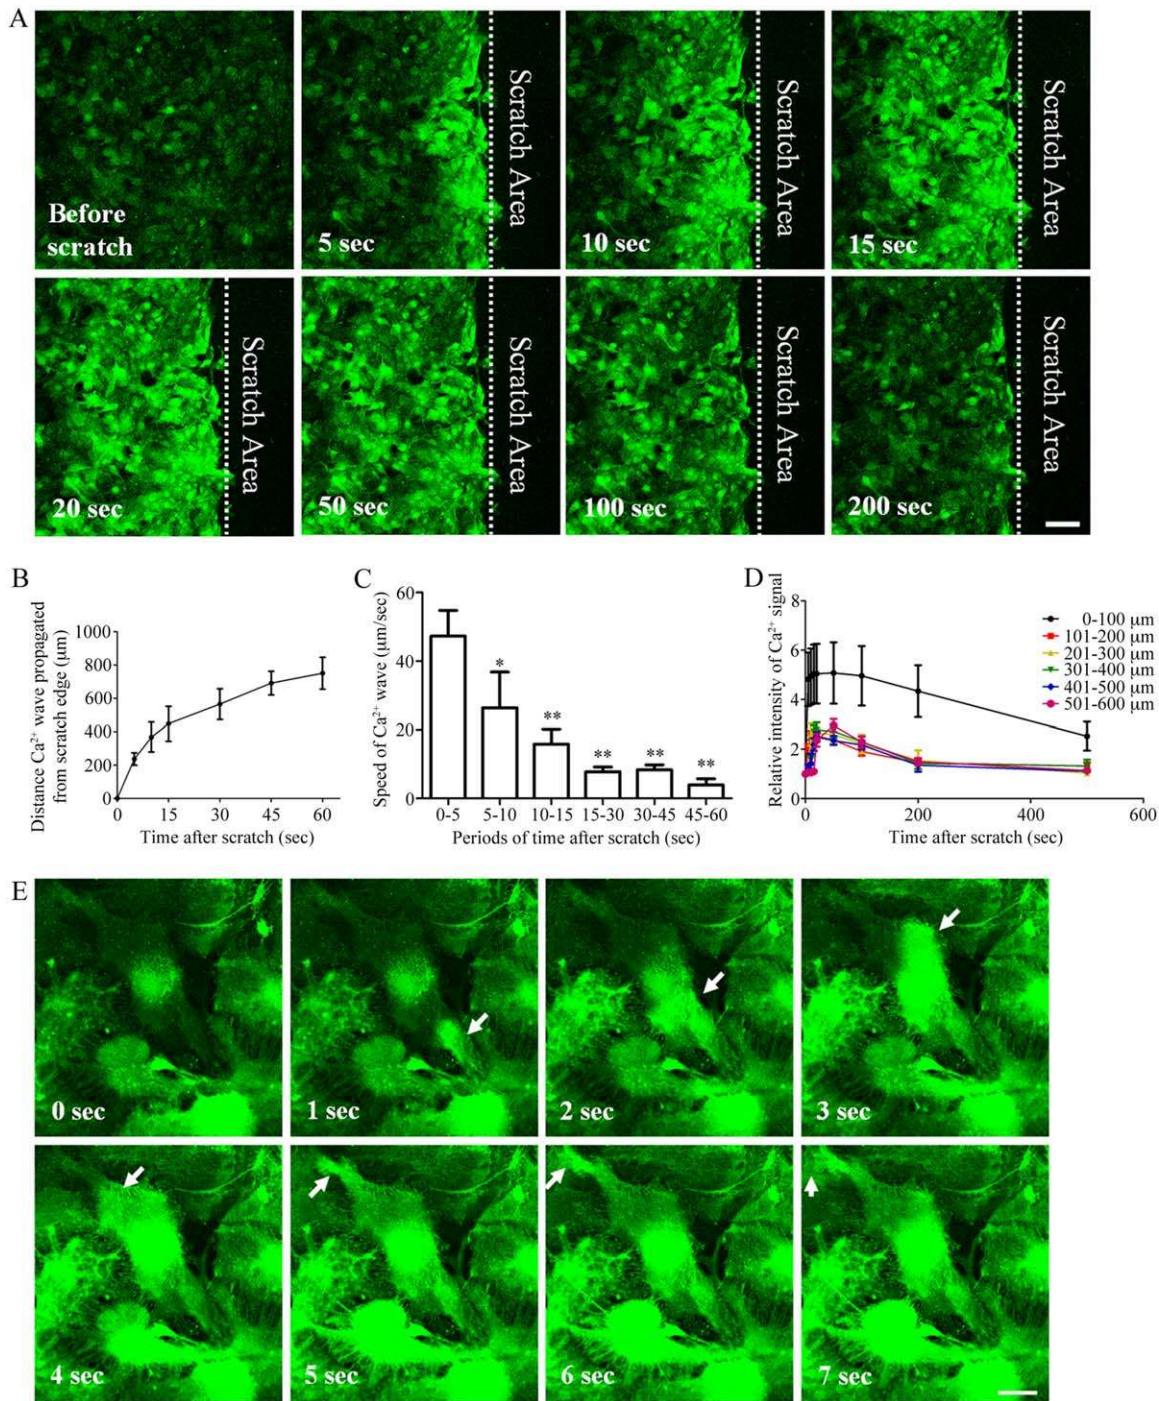 A
Before
scratch
5 sec
Scratch Area
10 sec
Scratch Area
15 sec
Scratch Area
20 sec
Scratch Area
50 sec
Scratch Area
100 sec
Scratch Area
200 sec
Scratch Area
B
Distance Ca²⁺ wave propagated
from scratch edge (µm)
1000
800
600
400
200
0
0 15 30 45 60
Time after scratch (sec)
C
Speed of Ca²⁺ wave (µm/sec)
60
40
20
0
* ** ** ** **
0-5 5-10 10-15 15-30 30-45 45-60
Periods of time after scratch (sec)
D
Relative intensity of Ca²⁺ signal
8
6
4
2
0
0 200 400 600
Time after scratch (sec)
0-100 µm
101-200 µm
201-300 µm
301-400 µm
401-500 µm
501-600 µm
E
0 sec
1 sec
2 sec
3 sec
4 sec
5 sec
6 sec
7 sec